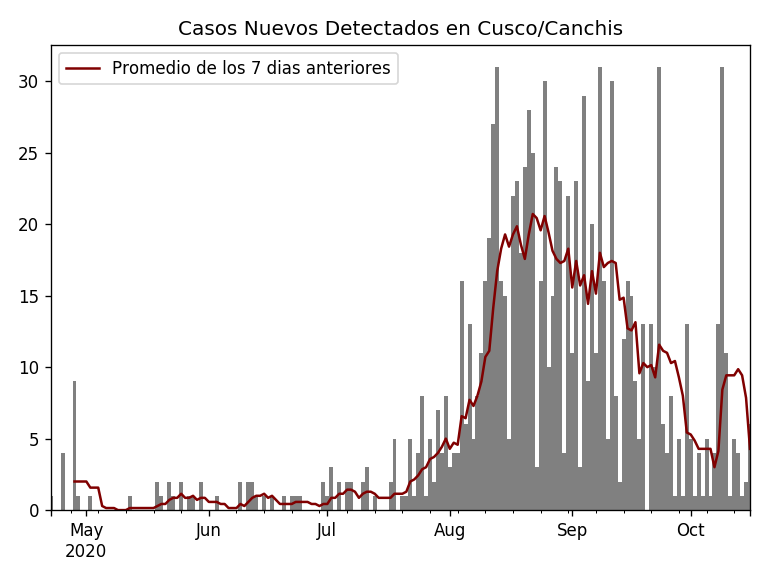 Casos Nuevos Detectados en Cusco/Canchis
Promedio de los 7 dias anteriores
30
25
20
15
10
5
0
May Jun Jul Aug Sep Oct
2020